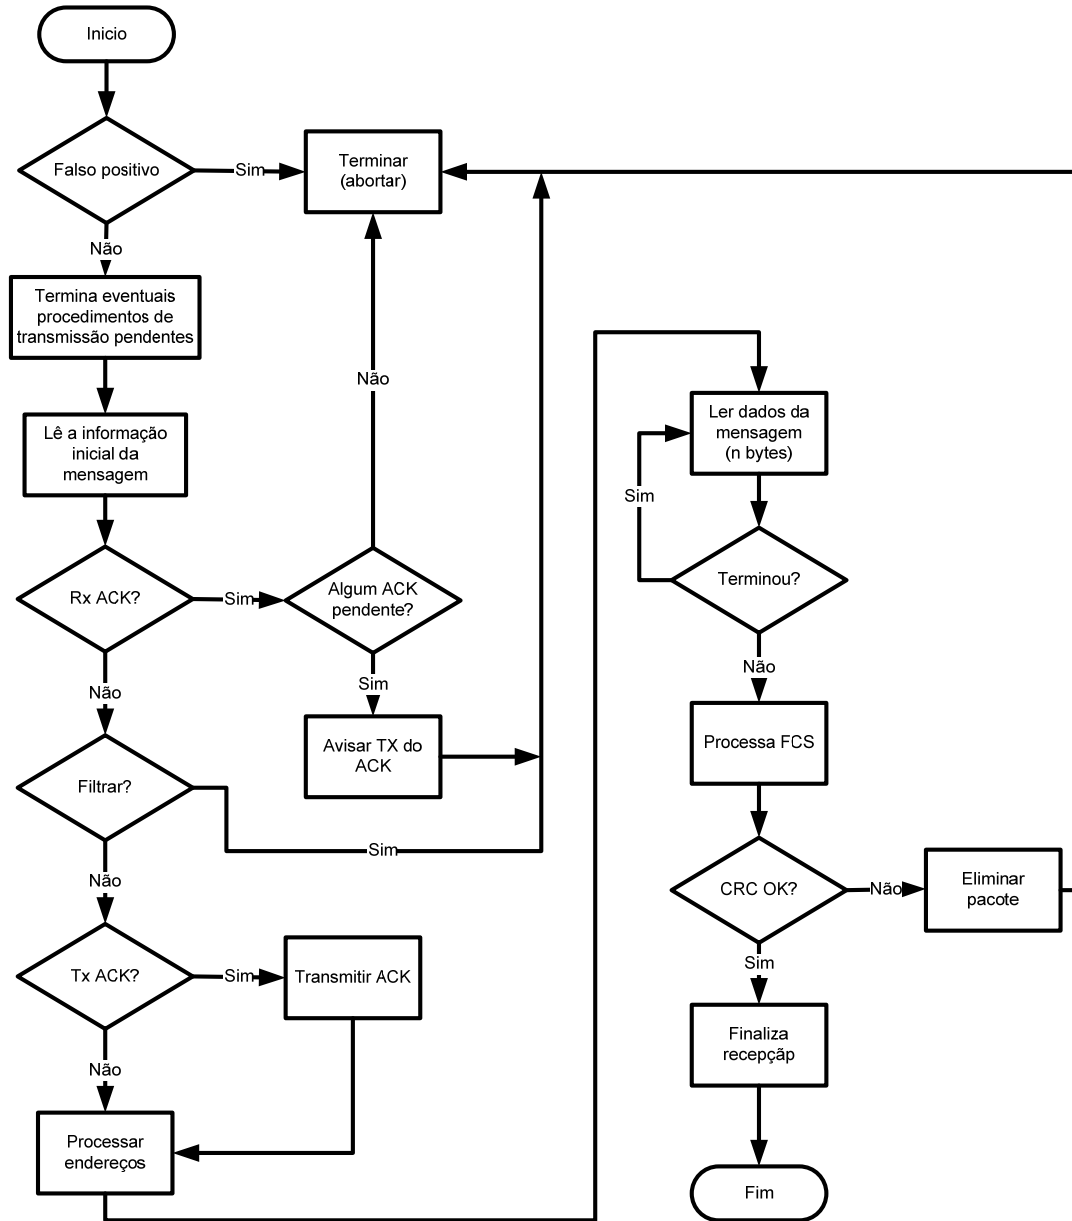 Inicio
Falso positivo
Sim
Terminar
(abortar)
Não
Termina eventuais
procedimentos de
transmissão pendentes
Lê a informação
inicial da
mensagem
Rx ACK?
Sim
Algum ACK
pendente?
Não
Sim
Avisar TX do
ACK
Não
Filtrar?
Sim
Não
Tx ACK?
Sim
Transmitir ACK
Não
Processar
endereços
Ler dados da
mensagem
(n bytes)
Sim
Terminou?
Não
Processa FCS
CRC OK?
Não
Eliminar
pacote
Sim
Finaliza
recepçãp
Fim